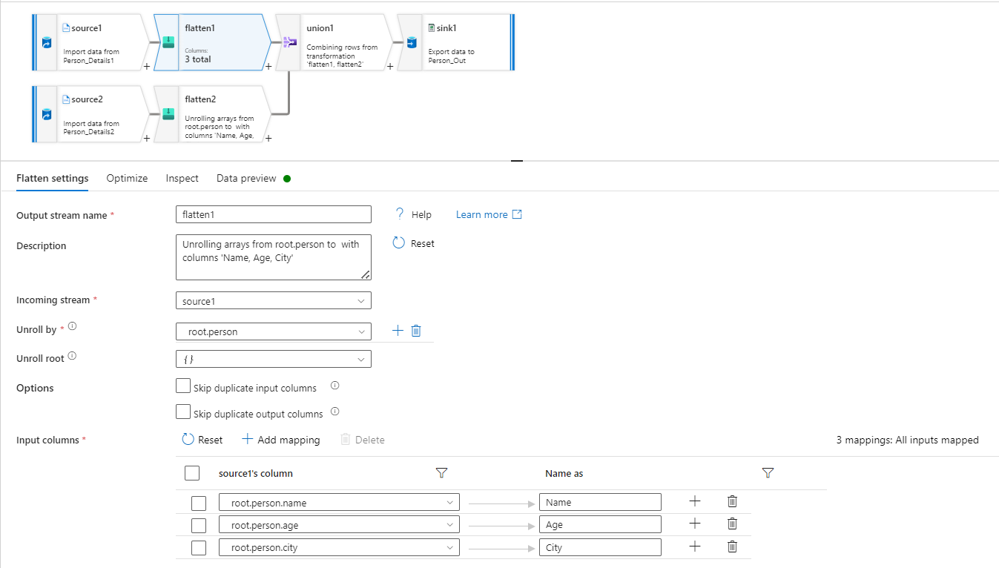 source1
Import data from
Person_Details1
+
flatten1
Columns:
3 total
+
union1
Combining rows from
transformation
'flatten1, flatten2'
+
sink1
Export data to
Person_Out
source2
Import data from
Person_Details2
+
flatten2
Unrolling arrays from
root.person to  with
columns 'Name, Age,
+
Flatten settings
Optimize
Inspect
Data preview
Output stream name *
flatten1
? Help
Learn more
Description
Unrolling arrays from root.person to  with
columns 'Name, Age, City'
Reset
Incoming stream *
source1
Unroll by *
root.person
Unroll root
{}
Options
Skip duplicate input columns
Skip duplicate output columns
Input columns *
Reset
+ Add mapping
Delete
3 mappings: All inputs mapped
source1's column
Name as
root.person.name
Name
root.person.age
Age
root.person.city
City